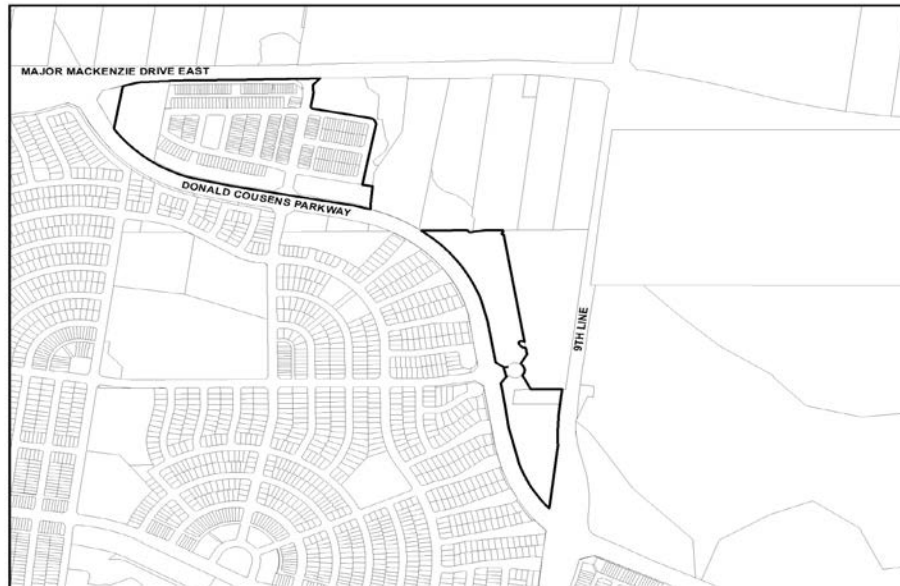 MAJOR MACKENZIE DRIVE EAST
DONALD COUSENS PARKWAY
9TH LINE